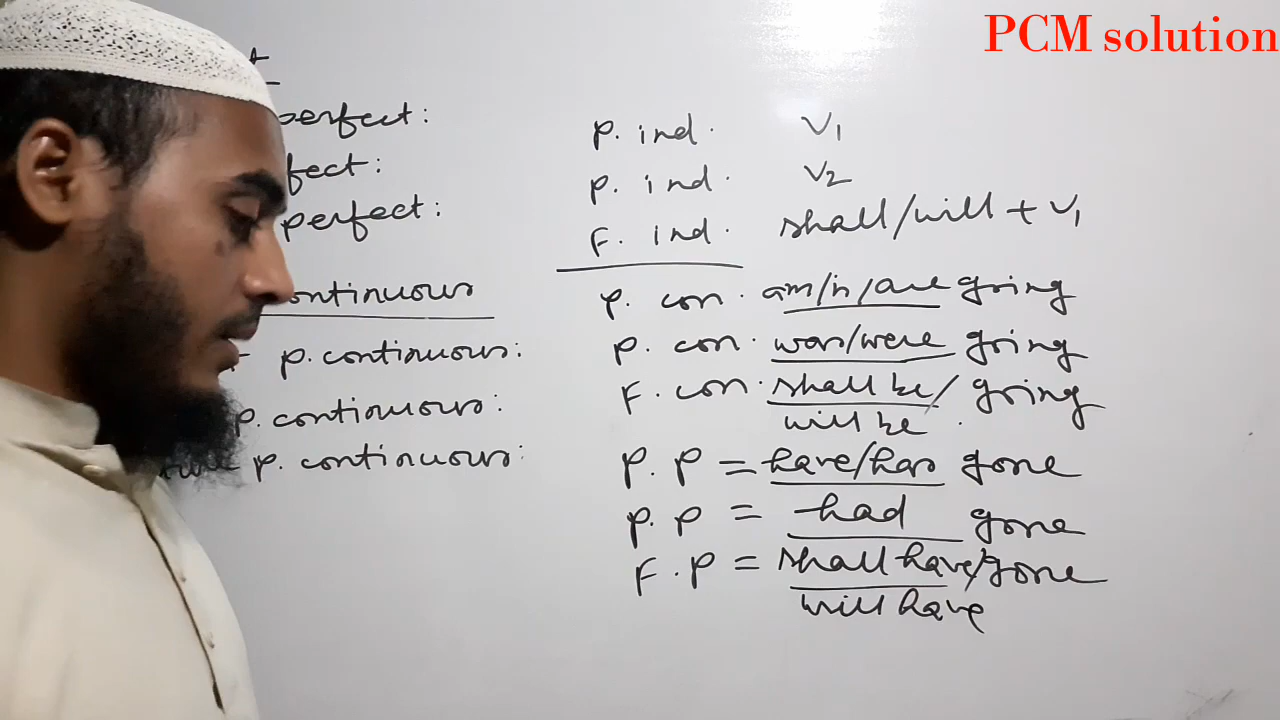 PCM solution
perfect:
fect:
perfect:
ontinuous
p. continuous:
p. continuous:
p. continuous:
p. ind. V1
p. ind. V2
F. ind. shall/will + V1
p. con. am/is/are going
p. con. was/were going
F. con. shall be/ going
will be
p. p = have/has gone
p. p = had gone
F. p = shall have/gone
will have